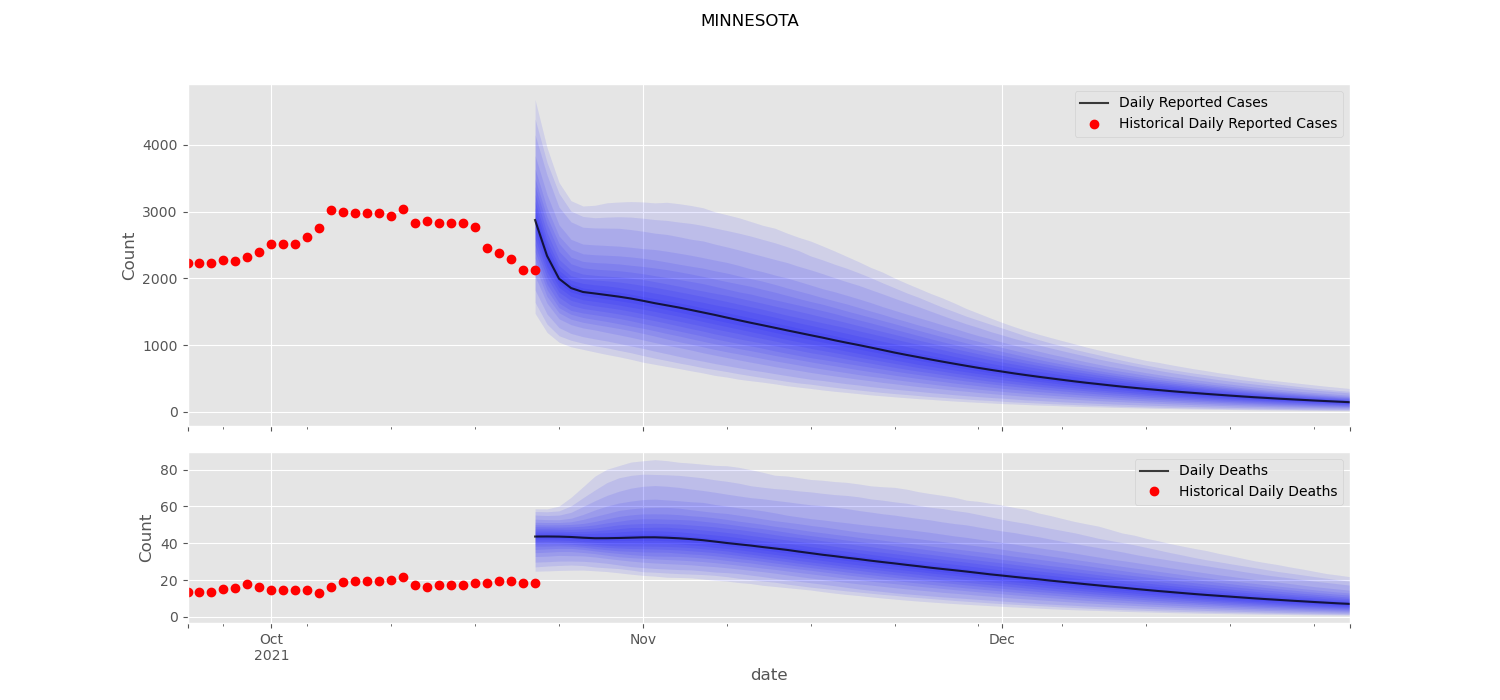 MINNESOTA
Count
4000
3000
2000
1000
0
Daily Reported Cases
Historical Daily Reported Cases
Count
80
60
40
20
0
Daily Deaths
Historical Daily Deaths
Oct
2021
Nov
Dec
date